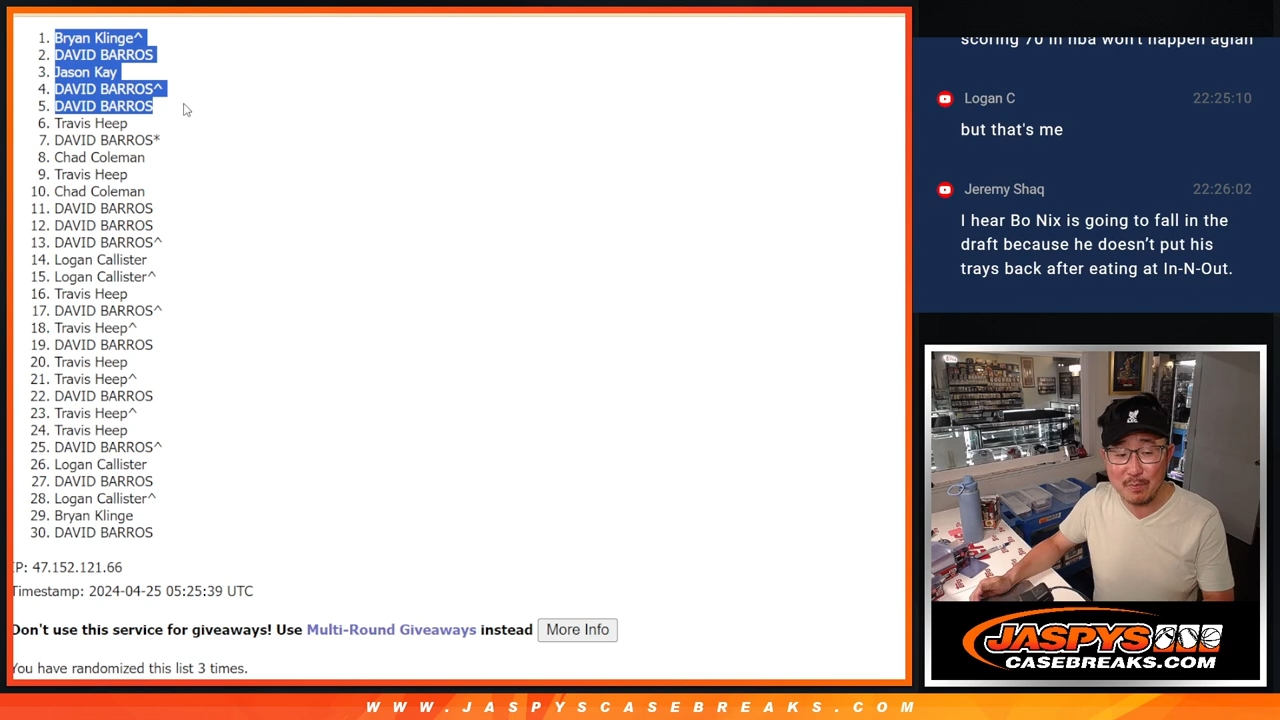 1. Bryan Klinge^
2. DAVID BARROS
3. Jason Kay
4. DAVID BARROS^
5. DAVID BARROS
6. Travis Heep
7. DAVID BARROS*
8. Chad Coleman
9. Travis Heep
10. Chad Coleman
11. DAVID BARROS
12. DAVID BARROS
13. DAVID BARROS^
14. Logan Callister
15. Logan Callister^
16. Travis Heep
17. DAVID BARROS^
18. Travis Heep^
19. DAVID BARROS
20. Travis Heep
21. Travis Heep^
22. DAVID BARROS
23. Travis Heep^
24. Travis Heep
25. DAVID BARROS^
26. Logan Callister
27. DAVID BARROS
28. Logan Callister^
29. Bryan Klinge
30. DAVID BARROS
IP: 47.152.121.66
Timestamp: 2024-04-25 05:25:39 UTC
Don't use this service for giveaways! Use Multi-Round Giveaways instead More Info
You have randomized this list 3 times.
scoring 70 in nba won't happen agian
Logan C 22:25:10
but that's me
Jeremy Shaq 22:26:02
I hear Bo Nix is going to fall in the
draft because he doesn't put his
trays back after eating at In-N-Out.
JASPYS
CASEBREAKS.COM
WWW.JASPYSCASEBREAKS.COM